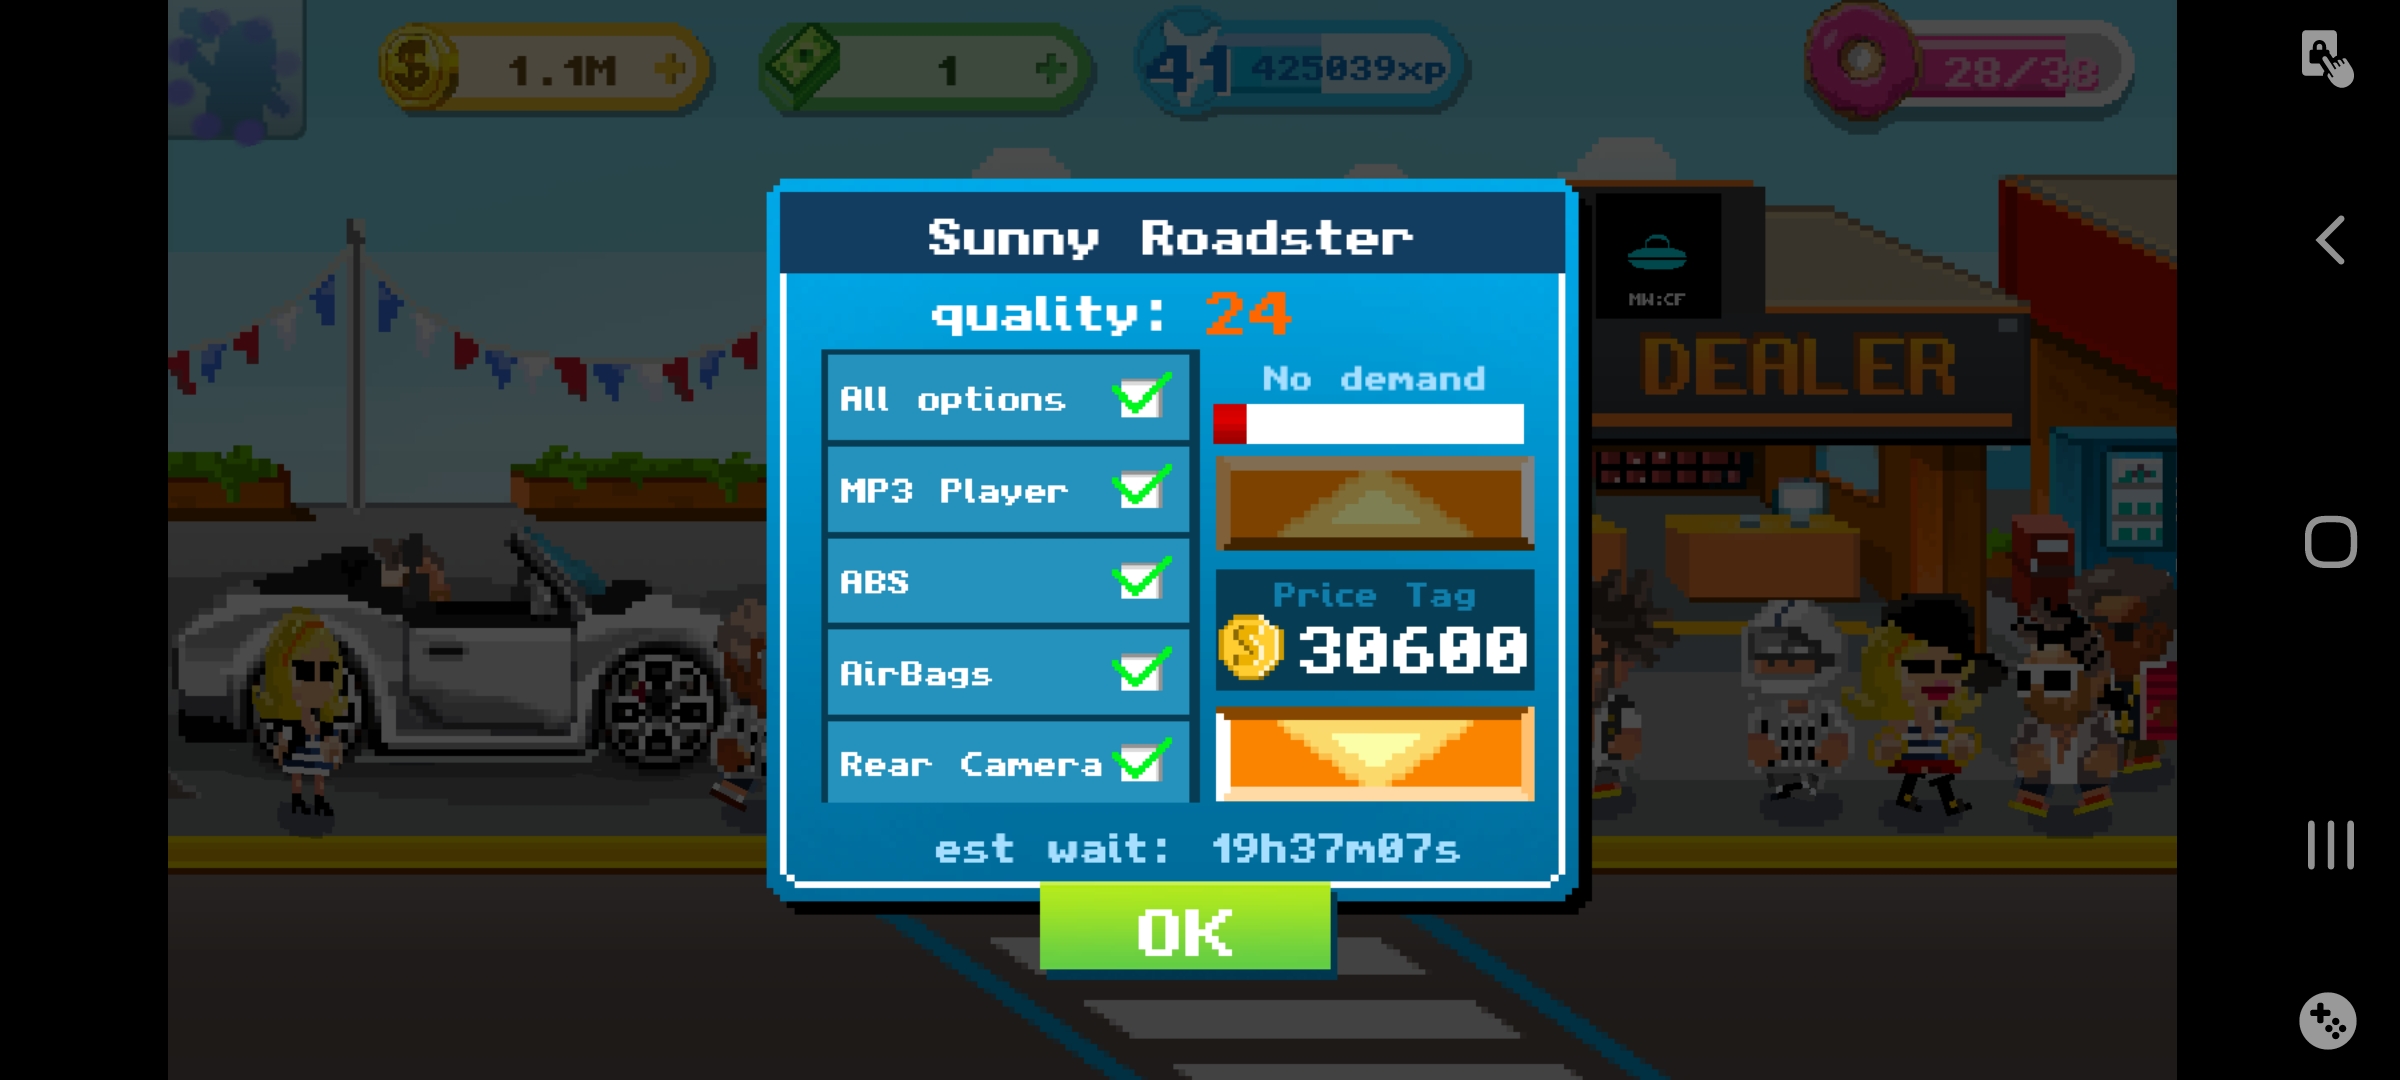 1.1M
1
41
425039xp
28/38
Sunny Roadster
MW:CF
quality: 24
DEALER
No demand
All options
MP3 Player
ABS
Price Tag
30600
AirBags
Rear Camera
est wait: 19h37m07s
OK